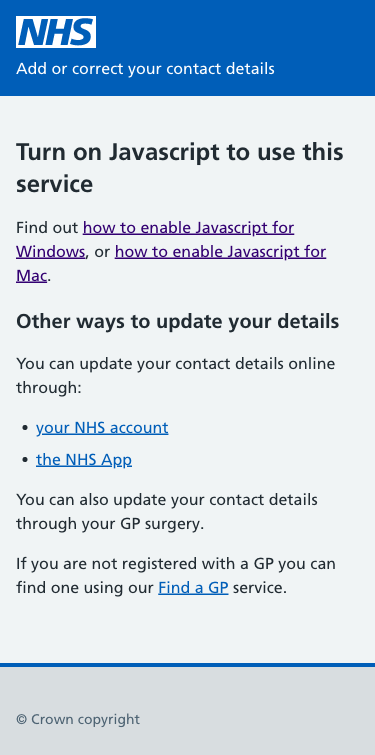 NHS
Add or correct your contact details
Turn on Javascript to use this
service
Find out how to enable Javascript for
Windows, or how to enable Javascript for
Mac.
Other ways to update your details
You can update your contact details online
through:
• your NHS account
• the NHS App
You can also update your contact details
through your GP surgery.
If you are not registered with a GP you can
find one using our Find a GP service.
© Crown copyright